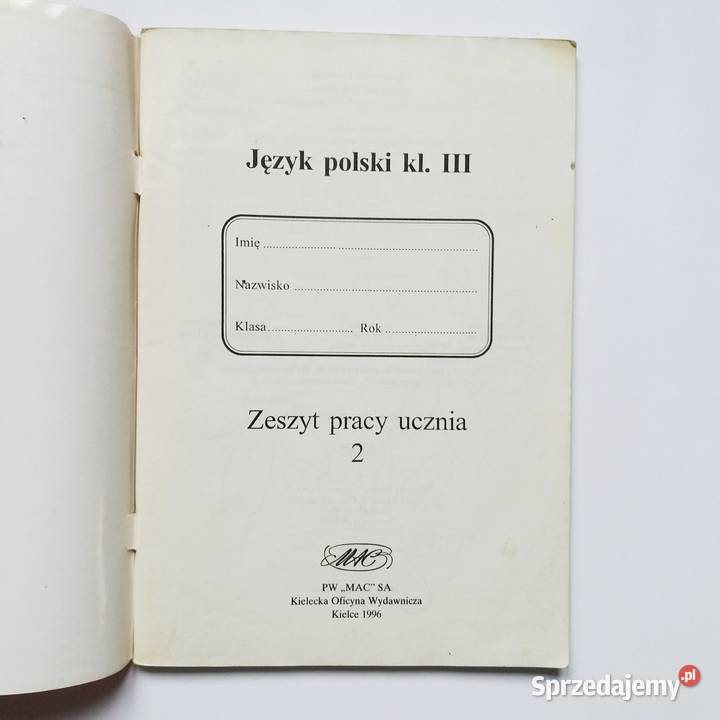 Język polski kl. III
Imię ..........................................................
Nazwisko .................................................
Klasa........................ Rok .........................
Zeszyt pracy ucznia
2
MAC
PW „MAC” SA
Kielecka Oficyna Wydawnicza
Kielce 1996
Sprzedajemy.pl